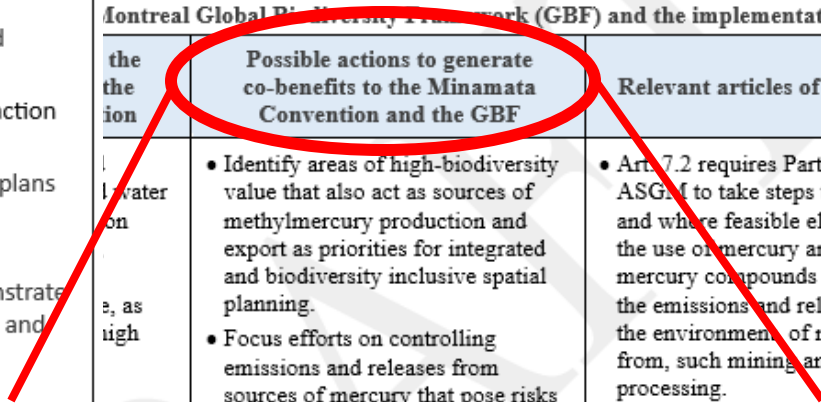 Montreal Global Biodiversity Framework (GBF) and the implementat
the
the
tion
Possible actions to generate
co-benefits to the Minamata
Convention and the GBF
Relevant articles of
ction
plans
nstrate
and
water
on
e, as
high
• Identify areas of high-biodiversity
value that also act as sources of
methylmercury production and
export as priorities for integrated
and biodiversity inclusive spatial
planning.
• Focus efforts on controlling
emissions and releases from
sources of mercury that pose risks
• Art. 7.2 requires Part
ASGM to take steps
and where feasible el
the use of mercury an
mercury compounds
the emissions and rel
the environment of m
from, such mining an
processing.